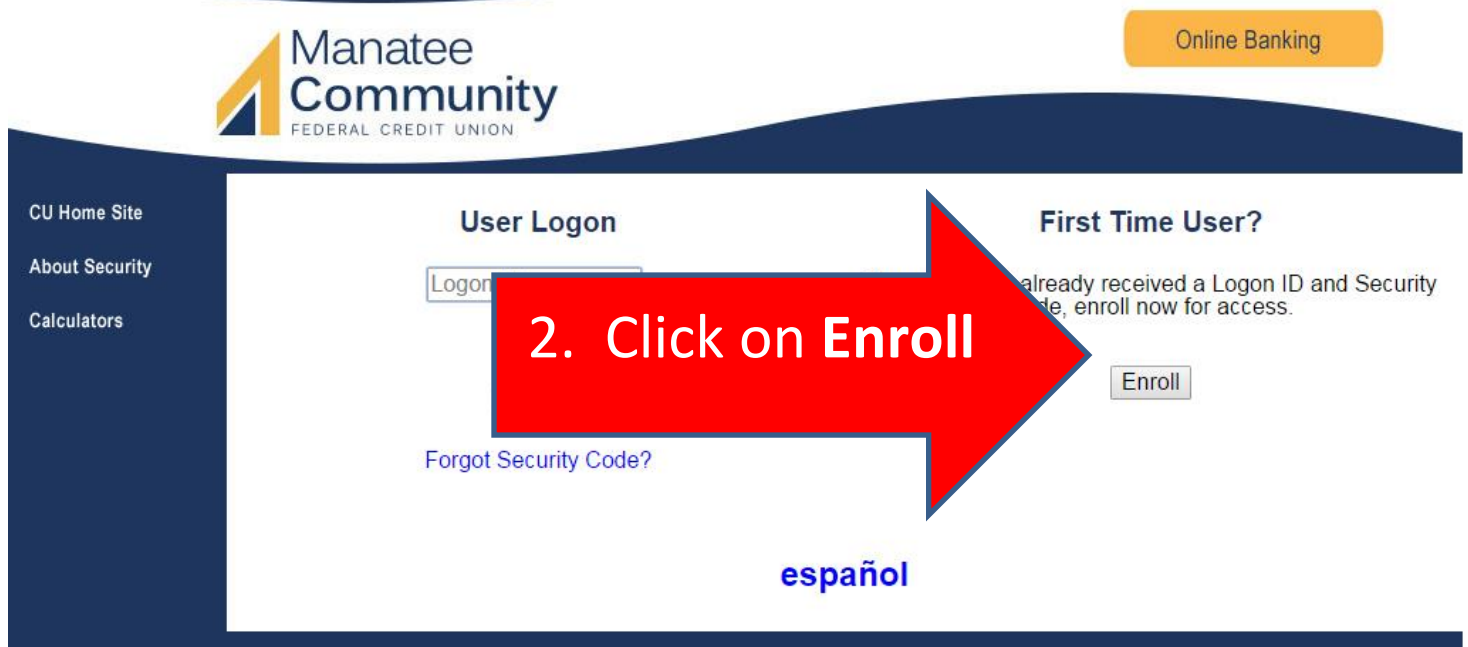 Manatee
Community
FEDERAL CREDIT UNION
Online Banking
CU Home Site
About Security
Calculators
User Logon
Logon
Forgot Security Code?
2. Click on Enroll
First Time User?
already received a Logon ID and Security
enroll now for access.
Enroll
español